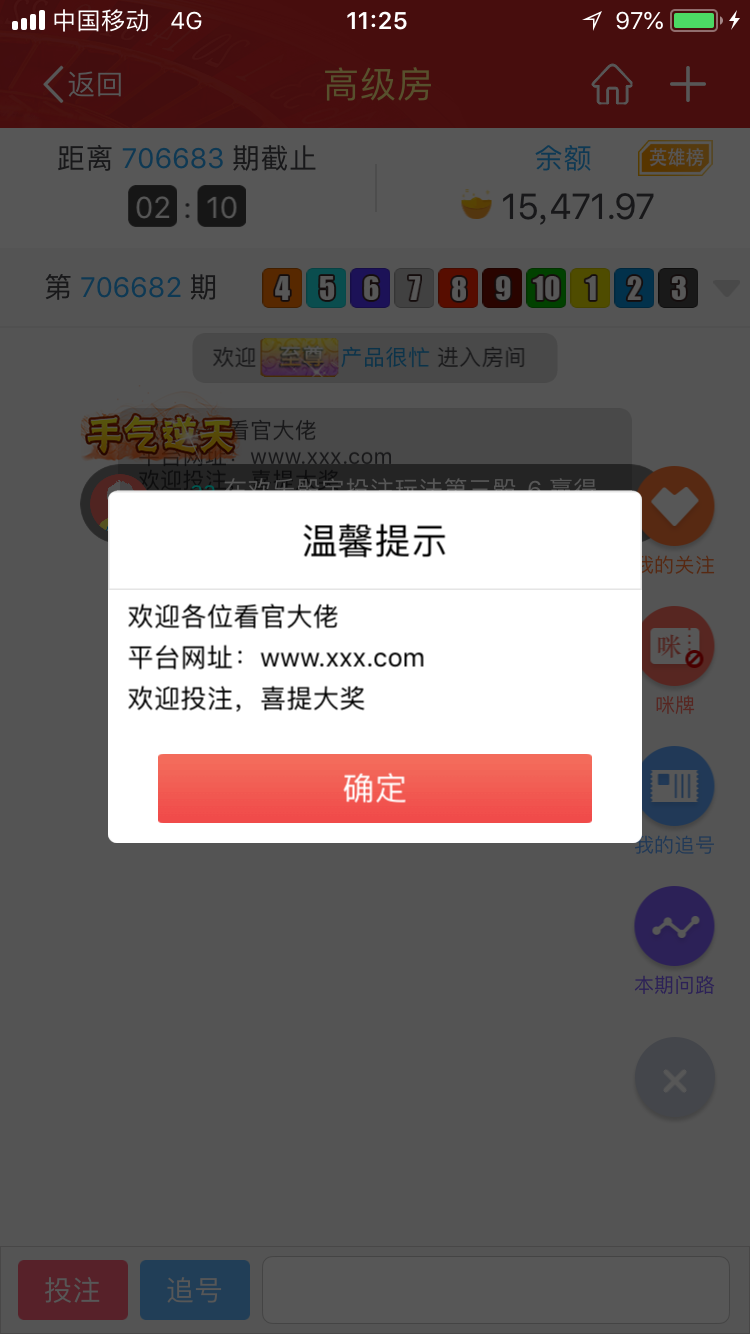 中国移动 4G 11:25 97%
返回 高级房
距离 706683 期截止
02 : 10
余额 英雄榜
15,471.97
第 706682 期 4 5 6 7 8 9 10 1 2 3
欢迎 至尊 产品很忙 进入房间
手气逆天
看官大佬
平台网址：www.xxx.com
欢迎投注，喜提大奖
在欢乐骰宝投注玩法第三骰 6 赢得
温馨提示
欢迎各位看官大佬
平台网址：www.xxx.com
欢迎投注，喜提大奖
确定
我的关注
咪
咪牌
我的追号
本期问路
投注 追号